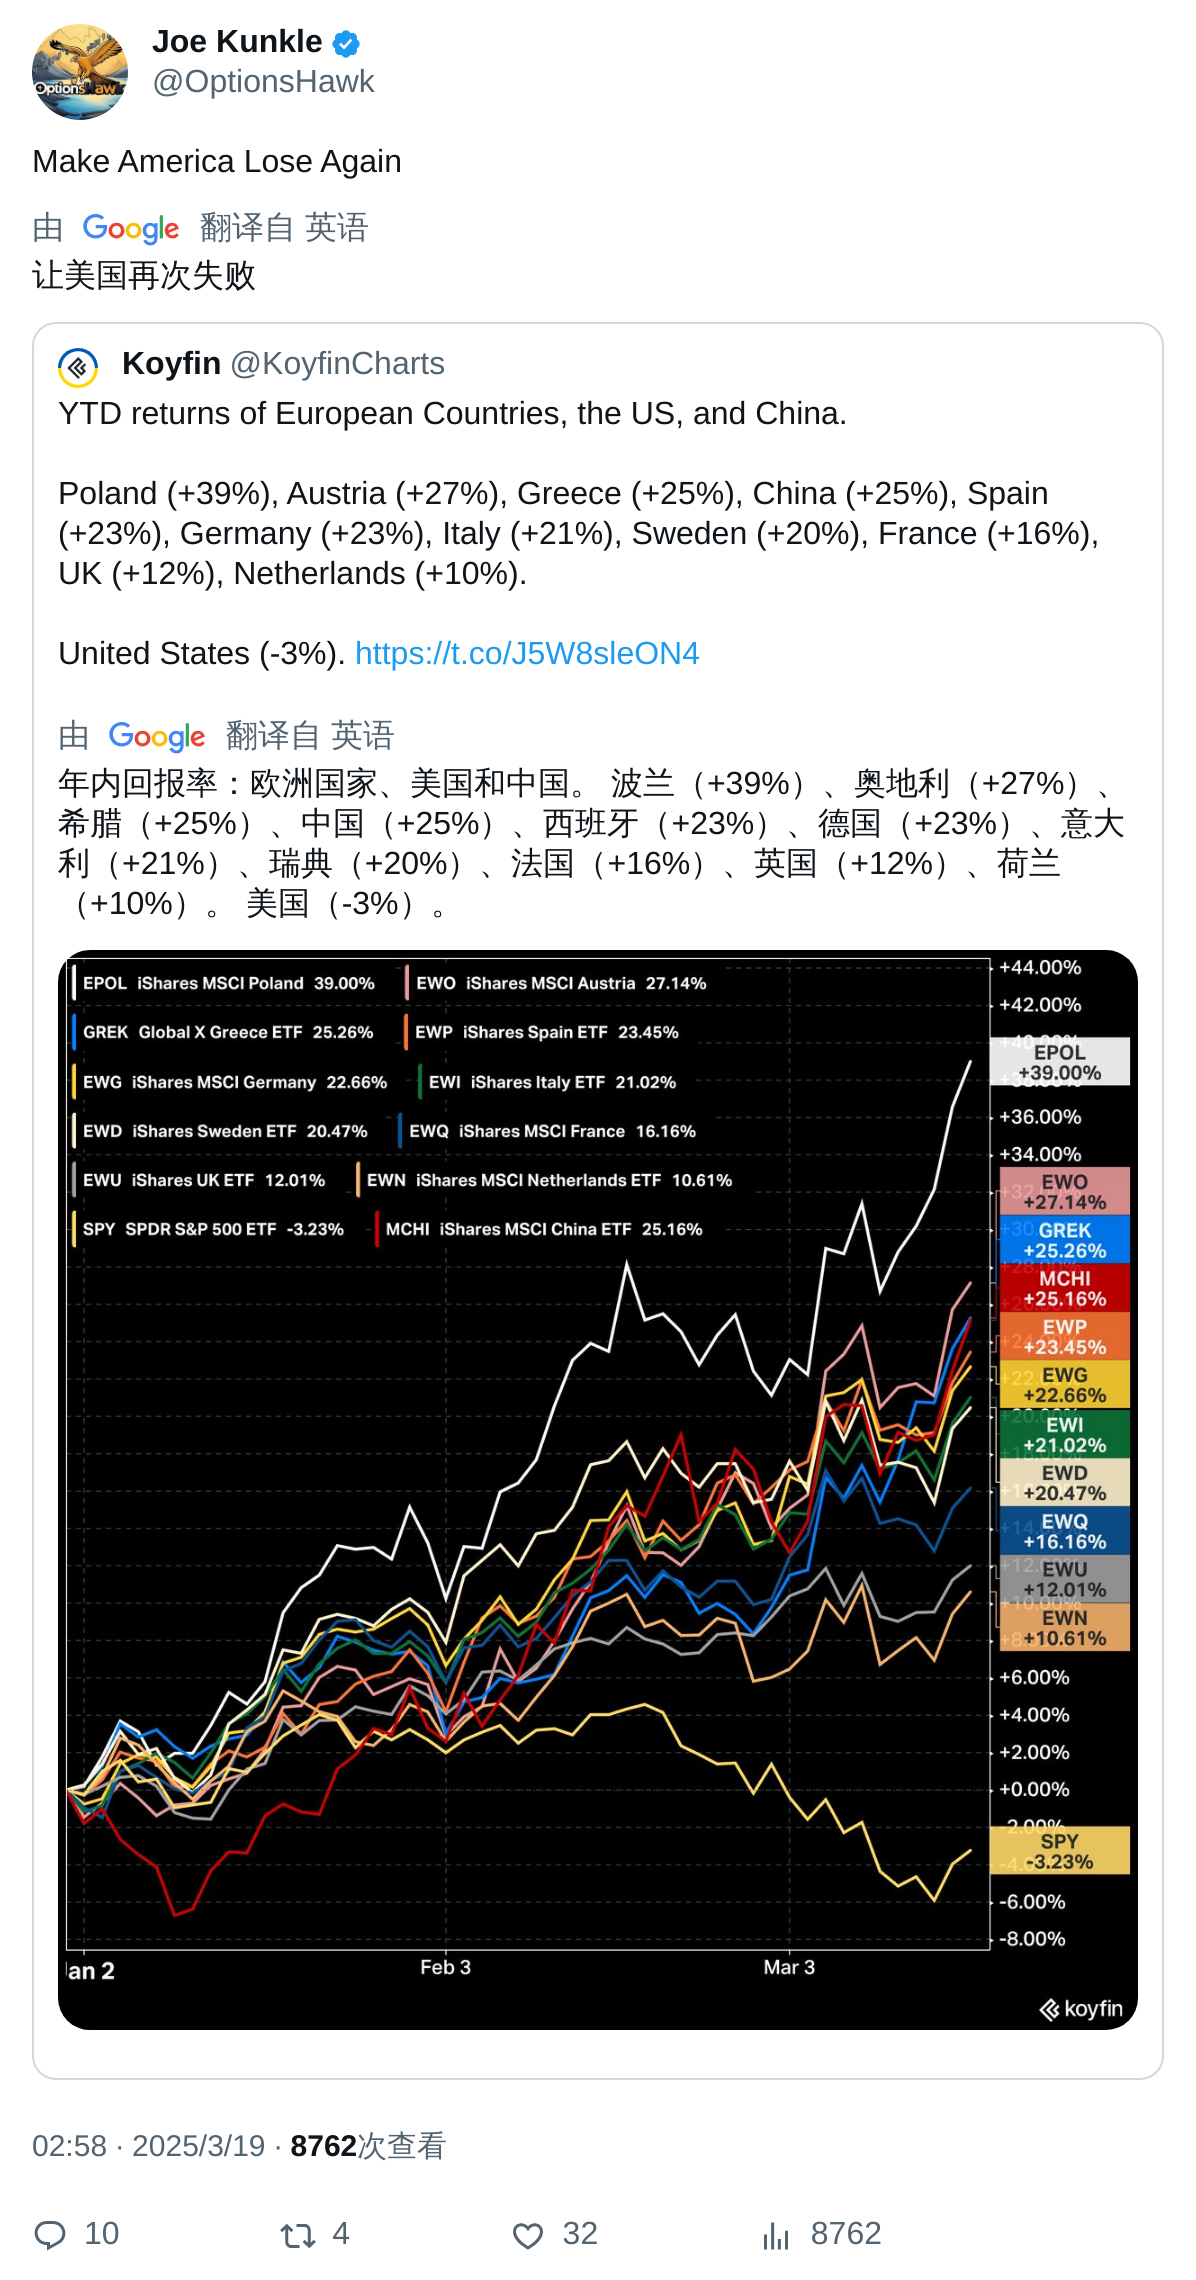 Joe Kunkle
@OptionsHawk
Make America Lose Again
由 Google 翻译自 英语
让美国再次失败
Koyfin @KoyfinCharts
YTD returns of European Countries, the US, and China.
Poland (+39%), Austria (+27%), Greece (+25%), China (+25%), Spain
(+23%), Germany (+23%), Italy (+21%), Sweden (+20%), France (+16%),
UK (+12%), Netherlands (+10%).
United States (-3%). https://t.co/J5W8sleON4
由 Google 翻译自 英语
年内回报率：欧洲国家、美国和中国。 波兰（+39%）、奥地利（+27%）、
希腊（+25%）、中国（+25%）、西班牙（+23%）、德国（+23%）、意大
利（+21%）、瑞典（+20%）、法国（+16%）、英国（+12%）、荷兰
（+10%）。 美国（-3%）。
EPOL iShares MSCI Poland 39.00% EWO iShares MSCI Austria 27.14%
GREK Global X Greece ETF 25.26% EWP iShares Spain ETF 23.45%
EWG iShares MSCI Germany 22.66% EWI iShares Italy ETF 21.02%
EWD iShares Sweden ETF 20.47% EWQ iShares MSCI France 16.16%
EWU iShares UK ETF 12.01% EWN iShares MSCI Netherlands ETF 10.61%
SPY SPDR S&P 500 ETF -3.23% MCHI iShares MSCI China ETF 25.16%
+44.00%
+42.00%
EPOL
+39.00%
+36.00%
+34.00%
EWO
+27.14%
GREK
+25.26%
MCHI
+25.16%
EWP
+23.45%
EWG
+22.66%
EWI
+21.02%
EWD
+20.47%
EWQ
+16.16%
EWU
+12.01%
EWN
+10.61%
+6.00%
+4.00%
+2.00%
+0.00%
-2.00%
SPY
-3.23%
-6.00%
-8.00%
an 2 Feb 3 Mar 3
koyfin
02:58 · 2025/3/19 · 8762次查看
10 4 32 8762